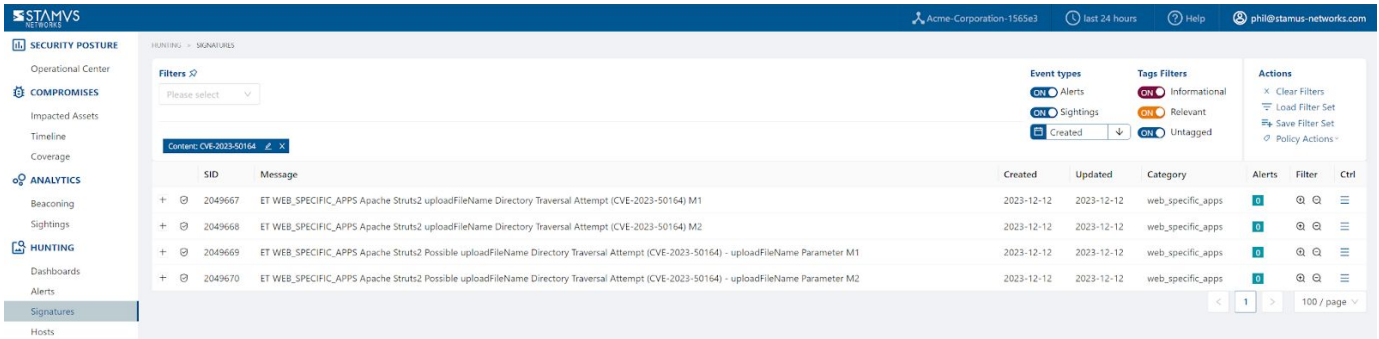 STAMVS
NETWORKS
Acme-Corporation-1565e3
last 24 hours
Help
phil@stamus-networks.com
SECURITY POSTURE
Operational Center
COMPROMISES
Impacted Assets
Timeline
Coverage
ANALYTICS
Beaconing
Sightings
HUNTING
Dashboards
Alerts
Signatures
Hosts
HUNTING > SIGNATURES
Filters
Please select
Content: CVE-2023-50164
Event types
ON Alerts
ON Sightings
Created
Tags Filters
ON Informational
ON Relevant
ON Untagged
Actions
Clear Filters
Load Filter Set
Save Filter Set
Policy Actions
SID Message Created Updated Category Alerts Filter Ctrl
2049667 ET WEB_SPECIFIC_APPS Apache Struts2 uploadFileName Directory Traversal Attempt (CVE-2023-50164) M1 2023-12-12 2023-12-12 web_specific_apps 0
2049668 ET WEB_SPECIFIC_APPS Apache Struts2 uploadFileName Directory Traversal Attempt (CVE-2023-50164) M2 2023-12-12 2023-12-12 web_specific_apps 0
2049669 ET WEB_SPECIFIC_APPS Apache Struts2 Possible uploadFileName Directory Traversal Attempt (CVE-2023-50164) - uploadFileName Parameter M1 2023-12-12 2023-12-12 web_specific_apps 0
2049670 ET WEB_SPECIFIC_APPS Apache Struts2 Possible uploadFileName Directory Traversal Attempt (CVE-2023-50164) - uploadFileName Parameter M2 2023-12-12 2023-12-12 web_specific_apps 0
< 1 > 100 / page